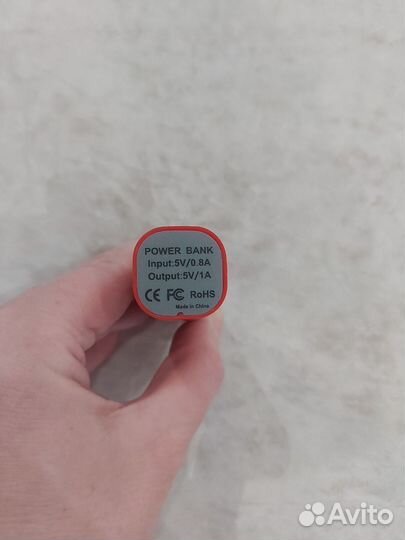 POWER BANK
Input:5V/0.8A
Output:5V/1A
CE FC RoHS
Made in China
Avito